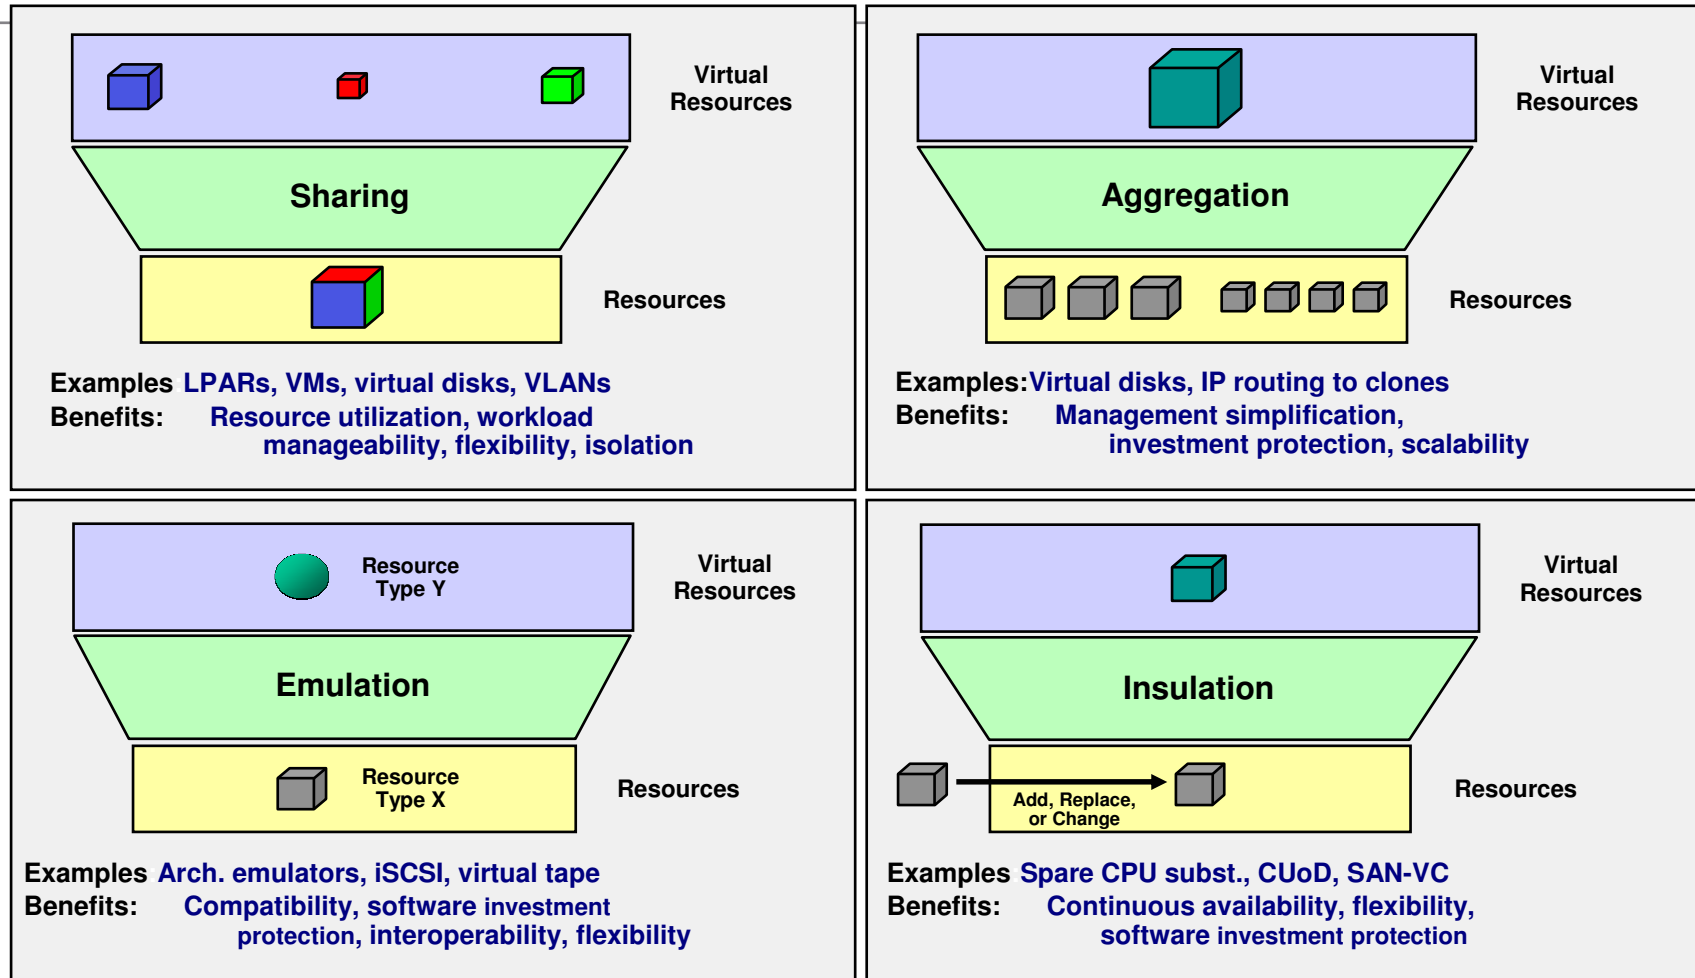 Virtual
Resources
Sharing
Resources
Examples LPARs, VMs, virtual disks, VLANs
Benefits: Resource utilization, workload
manageability, flexibility, isolation
Virtual
Resources
Aggregation
Resources
Examples:Virtual disks, IP routing to clones
Benefits: Management simplification,
investment protection, scalability
Resource
Type Y
Virtual
Resources
Emulation
Resource
Type X
Resources
Examples Arch. emulators, iSCSI, virtual tape
Benefits: Compatibility, software investment
protection, interoperability, flexibility
Virtual
Resources
Insulation
Add, Replace,
or Change
Resources
Examples Spare CPU subst., CUoD, SAN-VC
Benefits: Continuous availability, flexibility,
software investment protection